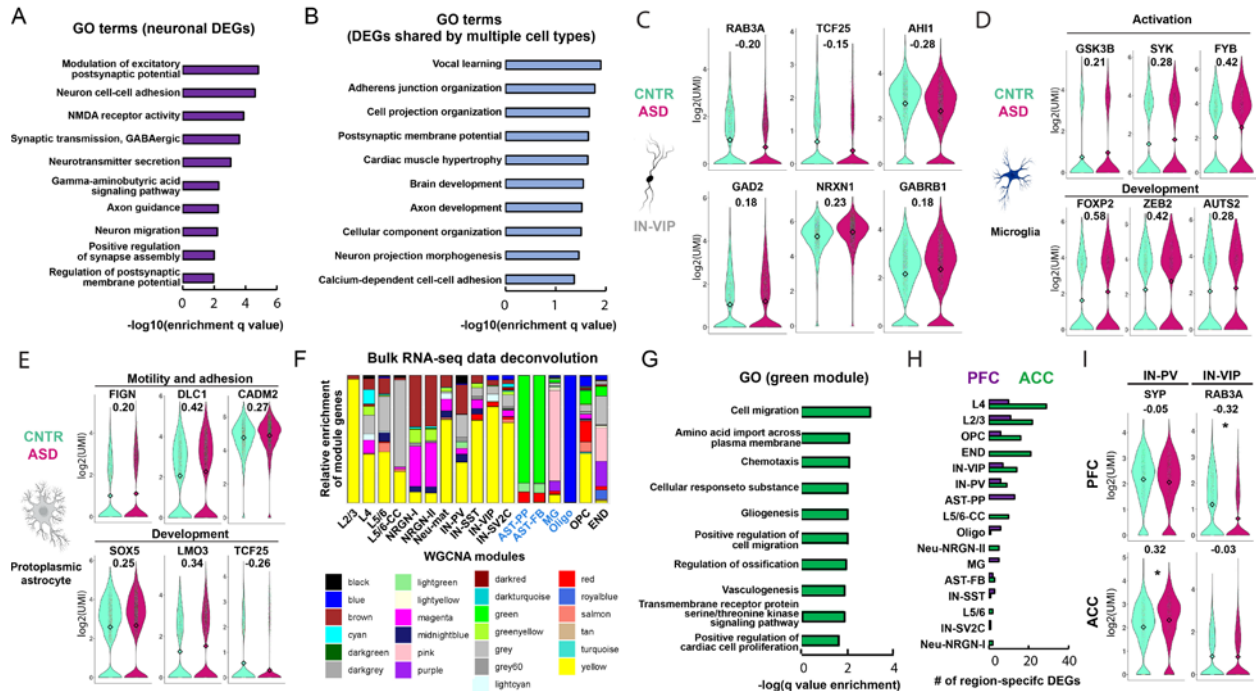 A
GO terms (neuronal DEGs)
Modulation of excitatory
postsynaptic potential
Neuron cell-cell adhesion
NMDA receptor activity
Synaptic transmission, GABAergic
Neurotransmitter secretion
Gamma-aminobutyric acid
signaling pathway
Axon guidance
Neuron migration
Positive regulation
of synapse assembly
Regulation of postsynaptic
membrane potential
0 2 4 6
-log10(enrichment q value)
B
GO terms
(DEGs shared by multiple cell types)
Vocal learning
Adherens junction organization
Cell projection organization
Postsynaptic membrane potential
Cardiac muscle hypertrophy
Brain development
Axon development
Cellular component organization
Neuron projection morphogenesis
Calcium-dependent cell-cell adhesion
0 0.5 1 1.5 2
-log10(enrichment q value)
C
CNTR
ASD
IN-VIP
RAB3A TCF25 AHI1
-0.20 -0.15 -0.28
log2(UMI)
GAD2 NRXN1 GABRB1
0.18 0.23 0.18
log2(UMI)
D
Activation
CNTR
ASD
Microglia
GSK3B SYK FYB
0.21 0.28 0.42
log2(UMI)
Development
FOXP2 ZEB2 AUTS2
0.58 0.42 0.28
log2(UMI)
E
Motility and adhesion
CNTR
ASD
Protoplasmic
astrocyte
FIGN DLC1 CADM2
0.20 0.42 0.27
log2(UMI)
Development
SOX5 LMO3 TCF25
0.25 0.34 -0.26
log2(UMI)
F
Bulk RNA-seq data deconvolution
Relative enrichment
of module genes
L2/3
L4
L5/6
L5/6-CC
NRGN-I
NRGN-II
Neu-mat
IN-PV
IN-SST
IN-VIP
IN-SV2C
AST-PP
AST-FB
MG
Oligo
OPC
END
WGCNA modules
black
blue
brown
cyan
darkgreen
darkgrey
lightgreen
lightyellow
magenta
midnightblue
pink
purple
darkred
darkturquoise
green
greenyellow
grey
grey60
lightcyan
red
royalblue
salmon
tan
turquoise
yellow
G
GO (green module)
Cell migration
Amino acid import across
plasma membrane
Chemotaxis
Cellular responseto substance
Gliogenesis
Positive regulation
of cell migration
Regulation of ossification
Vasculogenesis
Transmembrane receptor protein
serine/threonine kinase
signaling pathway
Positive regulation of
cardiac cell proliferation
0 2 4
-log(q value enrichment)
H
PFC ACC
L4
L2/3
OPC
END
IN-VIP
IN-PV
AST-PP
L5/6-CC
Oligo
Neu-NRGN-II
MG
AST-FB
IN-SST
L5/6
IN-SV2C
Neu-NRGN-I
0 20 40
# of region-specifc DEGs
I
IN-PV IN-VIP
SYP RAB3A
-0.05 -0.32
*
PFC
log2(UMI)
0.32 -0.03
*
ACC
log2(UMI)